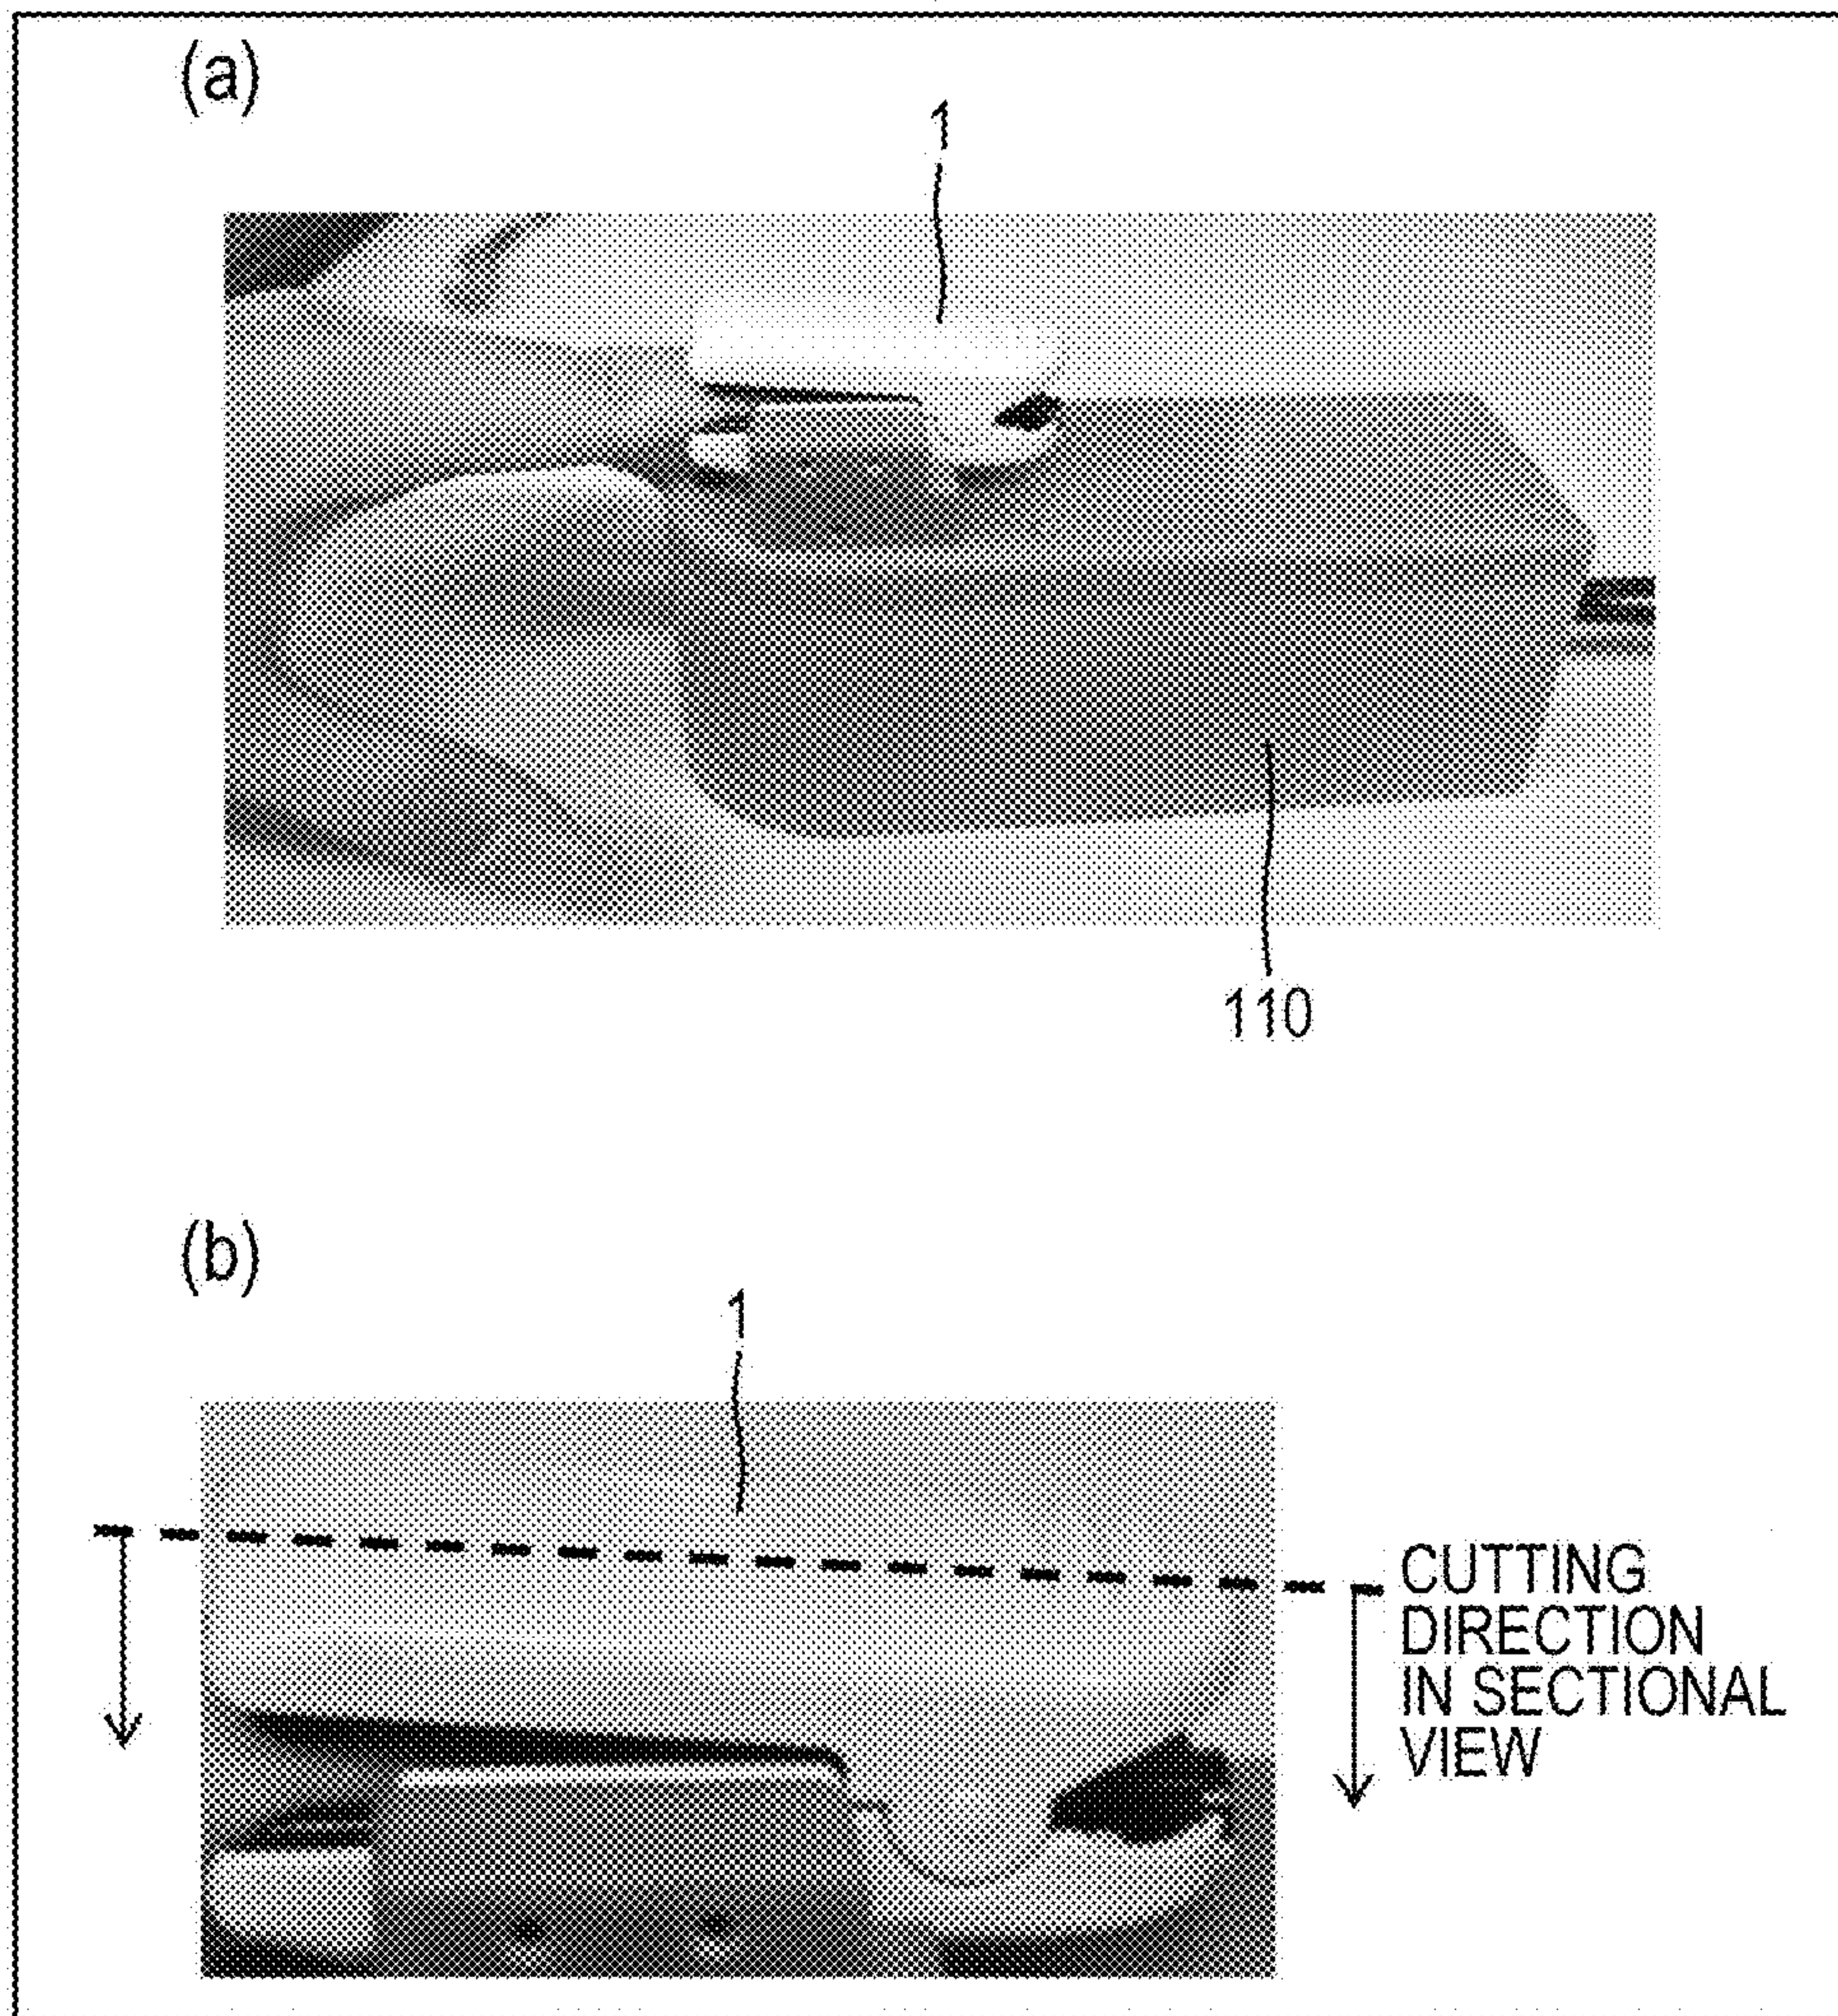 (a)
1
110
(b)
1
CUTTING
DIRECTION
IN SECTIONAL
VIEW